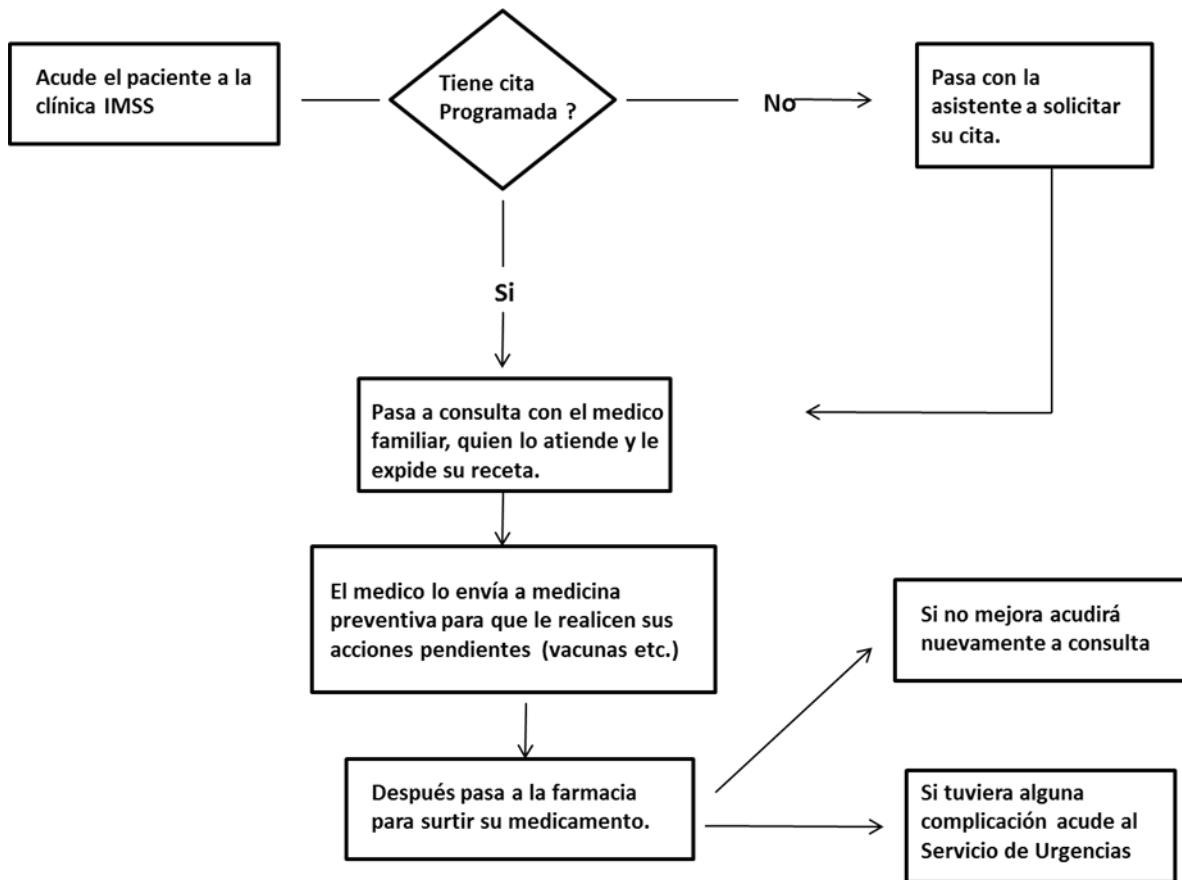 Acude el paciente a la
clínica IMSS
Tiene cita
Programada ?
No
Pasa con la
asistente a solicitar
su cita.
Si
Pasa a consulta con el medico
familiar, quien lo atiende y le
expide su receta.
El medico lo envía a medicina
preventiva para que le realicen sus
acciones pendientes (vacunas etc.)
Si no mejora acudirá
nuevamente a consulta
Después pasa a la farmacia
para surtir su medicamento.
Si tuviera alguna
complicación acude al
Servicio de Urgencias